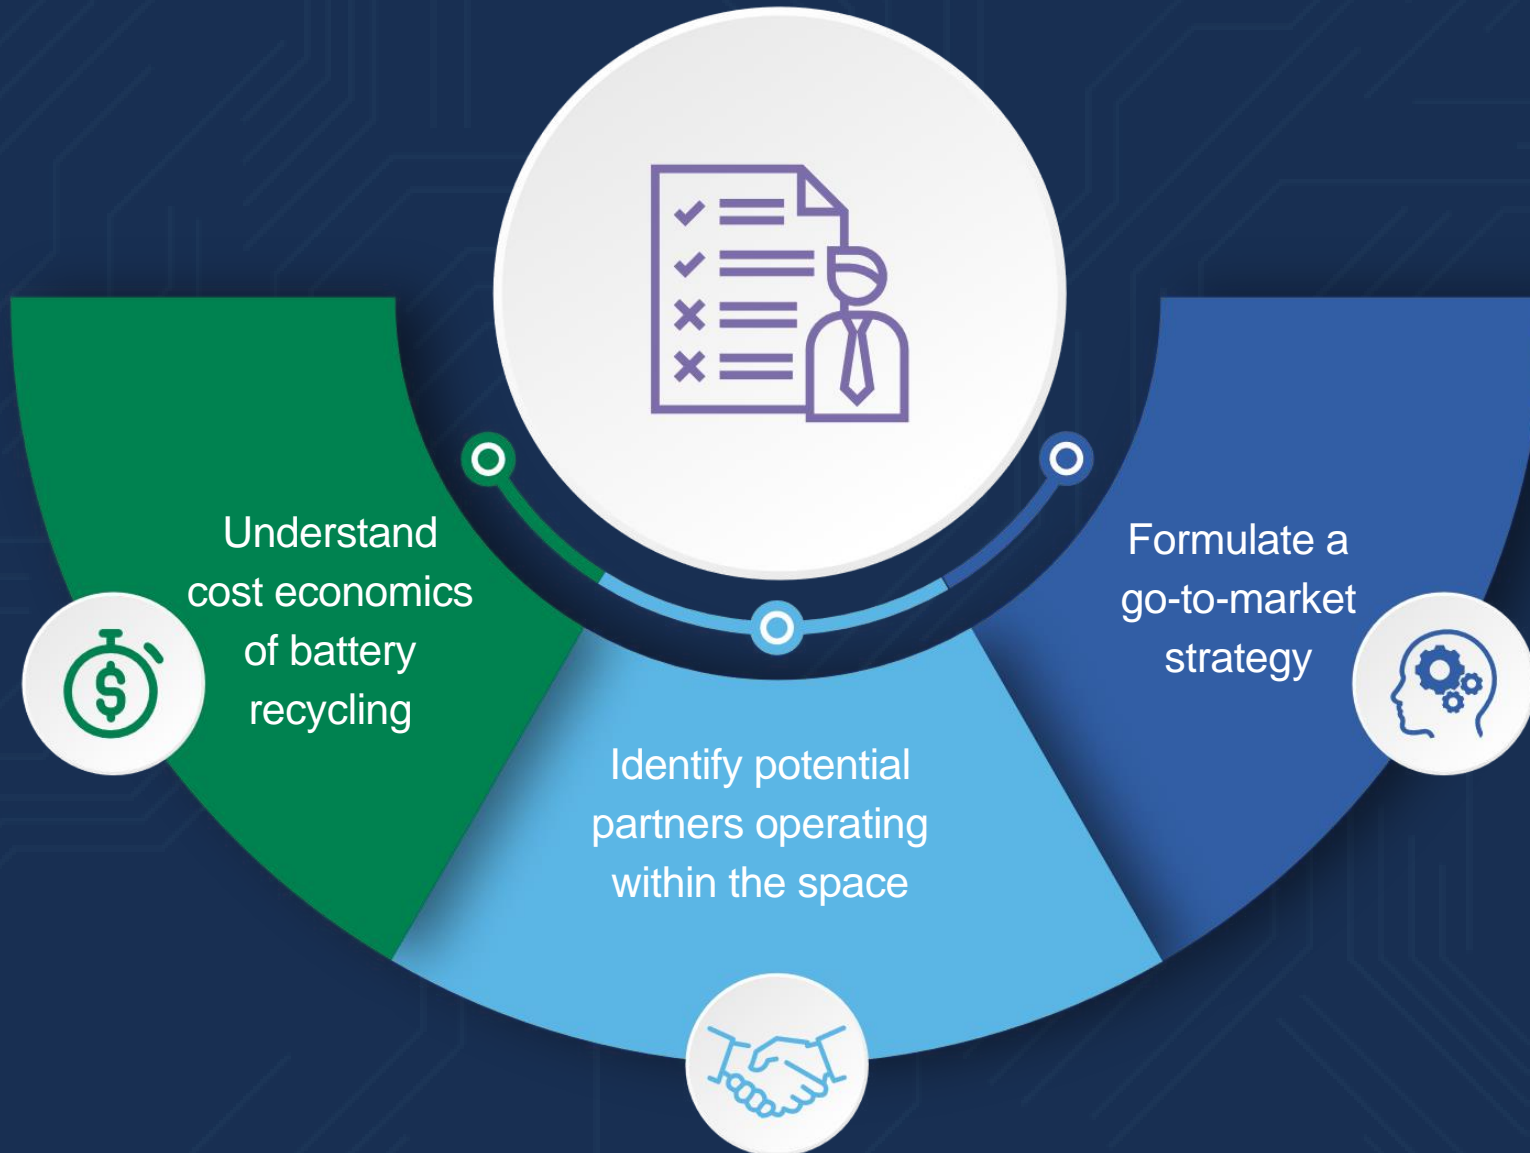 Understand
cost economics
of battery
recycling
Identify potential
partners operating
within the space
Formulate a
go-to-market
strategy